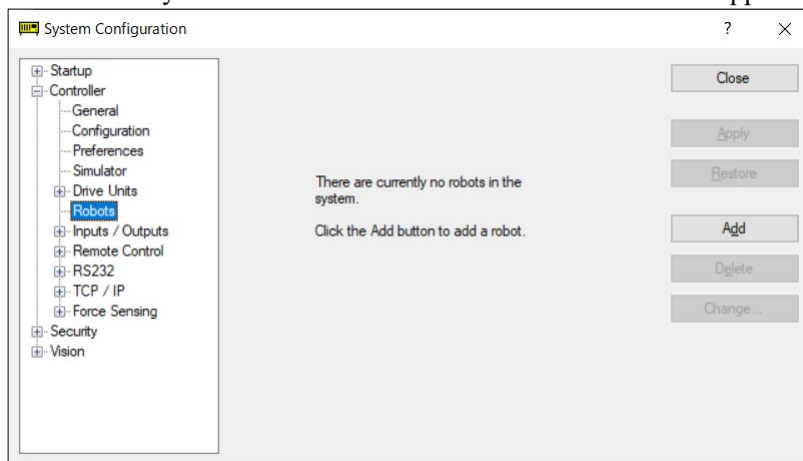 System Configuration
?
Startup
Controller
General
Configuration
Preferences
Simulator
Drive Units
Robots
Inputs / Outputs
Remote Control
RS232
TCP / IP
Force Sensing
Security
Vision
There are currently no robots in the
system.
Click the Add button to add a robot.
Close
Apply
Restore
Add
Delete
Change...